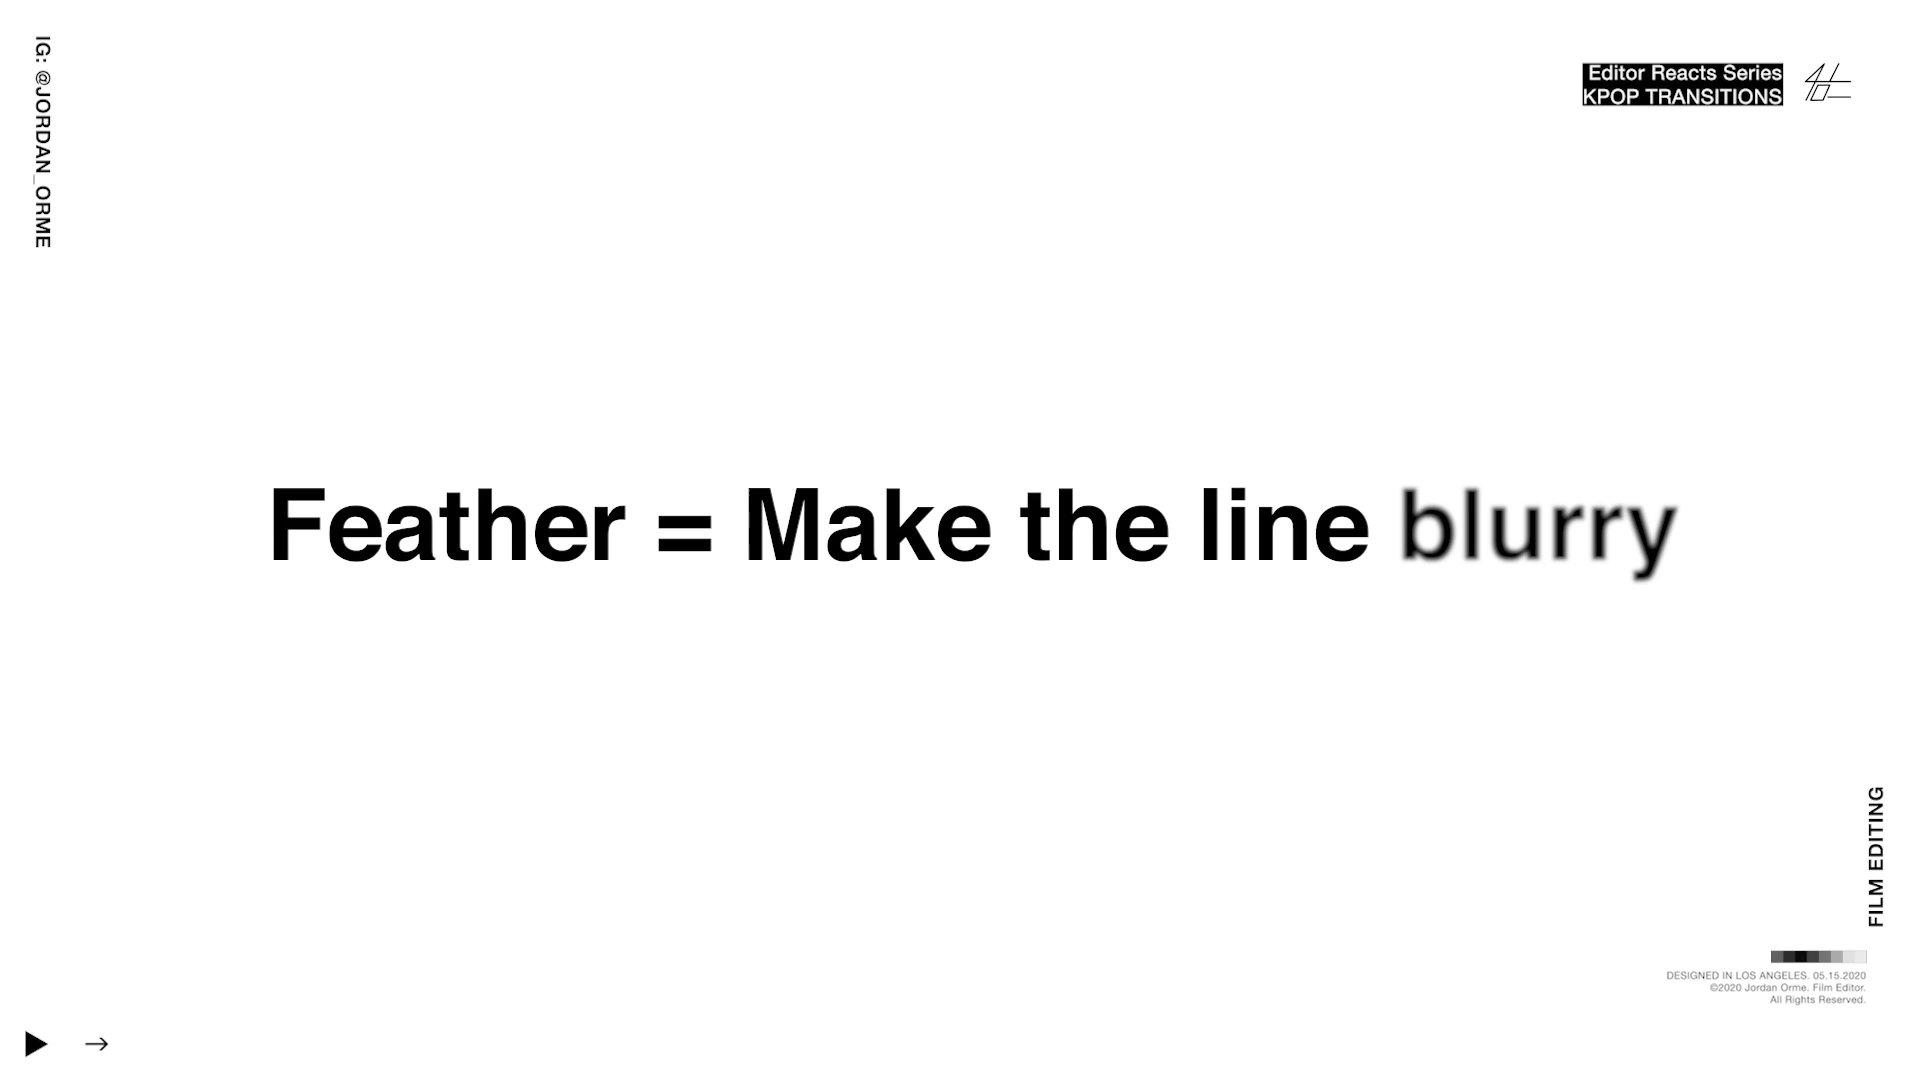 IG: @JORDAN_ORME
Editor Reacts Series
KPOP TRANSITIONS
Feather = Make the line blurry
FILM EDITING
DESIGNED IN LOS ANGELES. 05.15.2020
©2020 Jordan Orme. Film Editor.
All Rights Reserved.